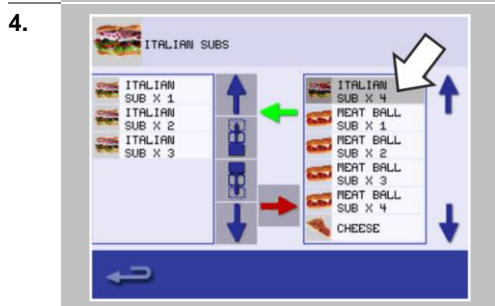 4.
ITALIAN SUBS
ITALIAN
SUB X 1
ITALIAN
SUB X 2
ITALIAN
SUB X 3
ITALIAN
SUB X 4
MEAT BALL
SUB X 1
MEAT BALL
SUB X 2
MEAT BALL
SUB X 3
MEAT BALL
SUB X 4
CHEESE